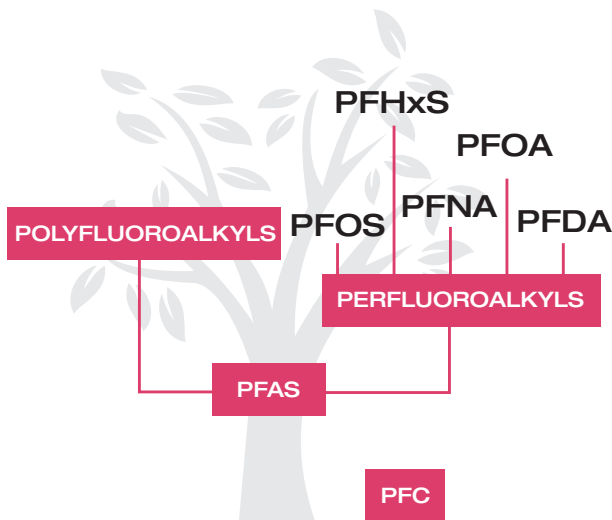 PFHxS
PFOA
PFNA
PFOS
PFDA
POLYFLUOROALKYLS
PERFLUOROALKYLS
PFAS
PFC